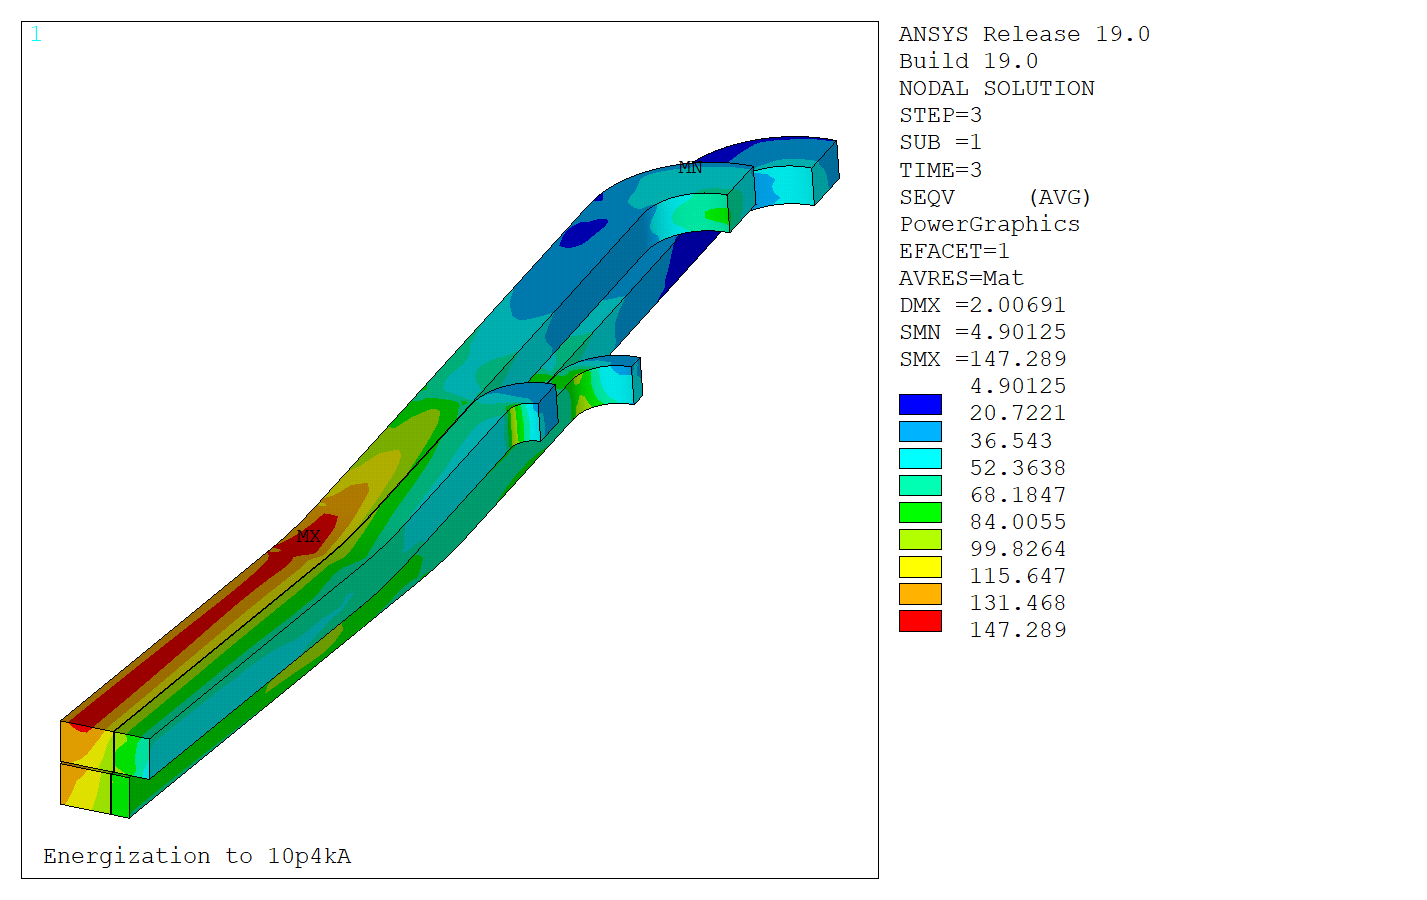 1
ANSYS Release 19.0
Build 19.0
NODAL SOLUTION
STEP=3
SUB =1
TIME=3
SEQV (AVG)
PowerGraphics
EFACET=1
AVRES=Mat
DMX =2.00691
SMN =4.90125
SMX =147.289
4.90125
20.7221
36.543
52.3638
68.1847
84.0055
99.8264
115.647
131.468
147.289
MN
MX
Energization to 10p4kA